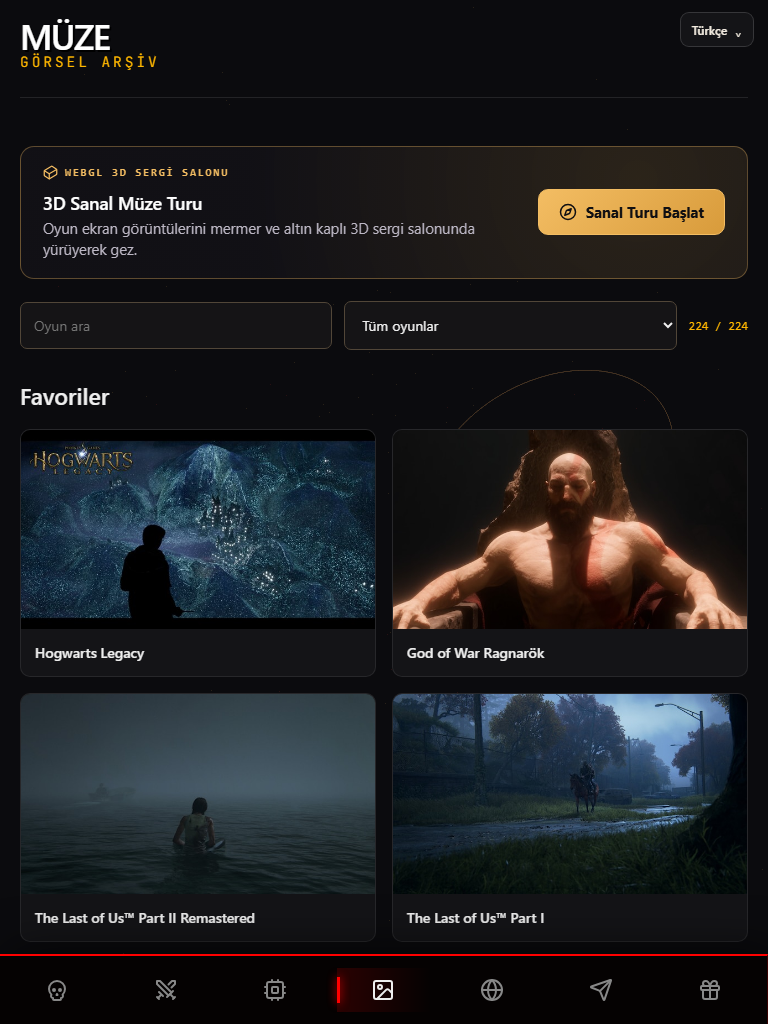 MÜZE
GÖRSEL ARŞİV
Türkçe
WEBGL 3D SERGİ SALONU
3D Sanal Müze Turu
Oyun ekran görüntülerini mermer ve altın kaplı 3D sergi salonunda
yürüyerek gez.
Sanal Turu Başlat
Oyun ara
Tüm oyunlar
224 / 224
Favoriler
HOGWARTS
LEGACY
Hogwarts Legacy
God of War Ragnarök
The Last of Us™ Part II Remastered
The Last of Us™ Part I